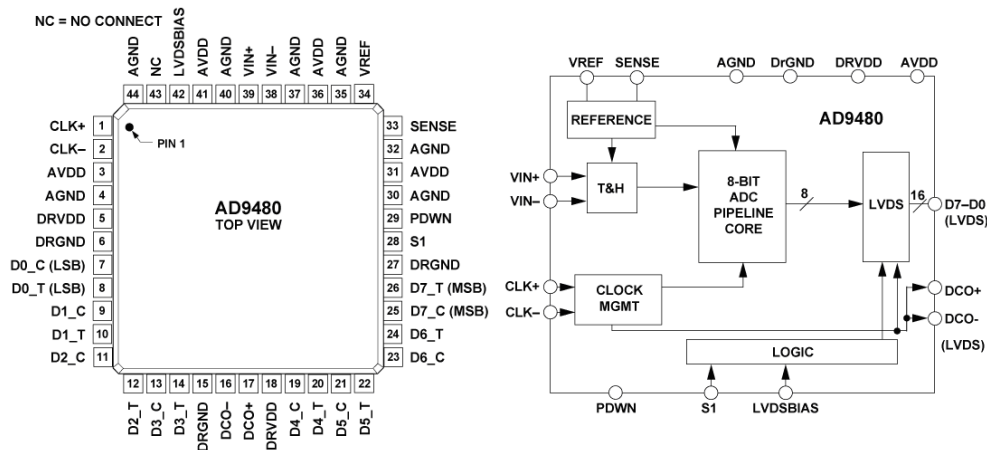 NC = NO CONNECT
AGND
NC
LVDSBIAS
AVDD
AGND
VIN+
VIN–
AGND
AVDD
AGND
VREF
44 43 42 41 40 39 38 37 36 35 34
CLK+ 1
CLK– 2
AVDD 3
AGND 4
DRVDD 5
DRGND 6
D0_C (LSB) 7
D0_T (LSB) 8
D1_C 9
D1_T 10
D2_C 11
PIN 1
AD9480
TOP VIEW
33 SENSE
32 AGND
31 AVDD
30 AGND
29 PDWN
28 S1
27 DRGND
26 D7_T (MSB)
25 D7_C (MSB)
24 D6_T
23 D6_C
12 13 14 15 16 17 18 19 20 21 22
D2_T
D3_C
D3_T
DRGND
DCO–
DCO+
DRVDD
D4_C
D4_T
D5_C
D5_T
VREF SENSE AGND DrGND DRVDD AVDD
REFERENCE
AD9480
VIN+
VIN–
T&H
8-BIT
ADC
PIPELINE
CORE
8
LVDS
16
D7–D0
(LVDS)
CLK+
CLK–
CLOCK
MGMT
DCO+
DCO-
(LVDS)
LOGIC
PDWN S1 LVDSBIAS